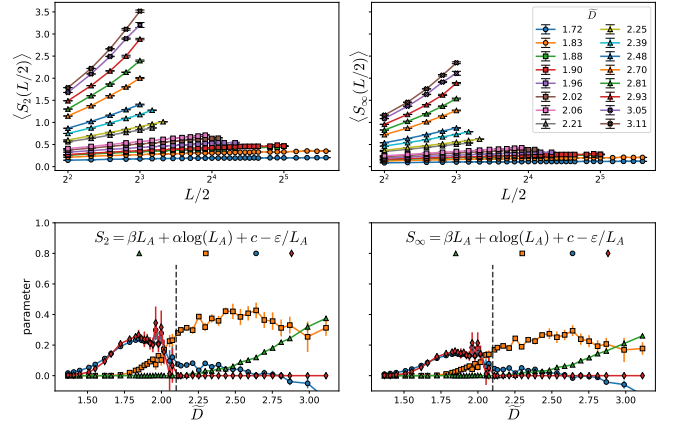 ⟨S₂(L/2)⟩
3.5
3.0
2.5
2.0
1.5
1.0
0.5
0.0
2² 2³ 2⁴ 2⁵
L/2
⟨S∞(L/2)⟩
2² 2³ 2⁴ 2⁵
L/2
D̃
1.72 2.25
1.83 2.39
1.88 2.48
1.90 2.70
1.96 2.81
2.02 2.93
2.06 3.05
2.21 3.11
parameter
1.0
0.8
0.6
0.4
0.2
0.0
S₂ = βL_A + αlog(L_A) + c − ε/L_A
1.50 1.75 2.00 2.25 2.50 2.75 3.00
D̃
S∞ = βL_A + αlog(L_A) + c − ε/L_A
1.50 1.75 2.00 2.25 2.50 2.75 3.00
D̃